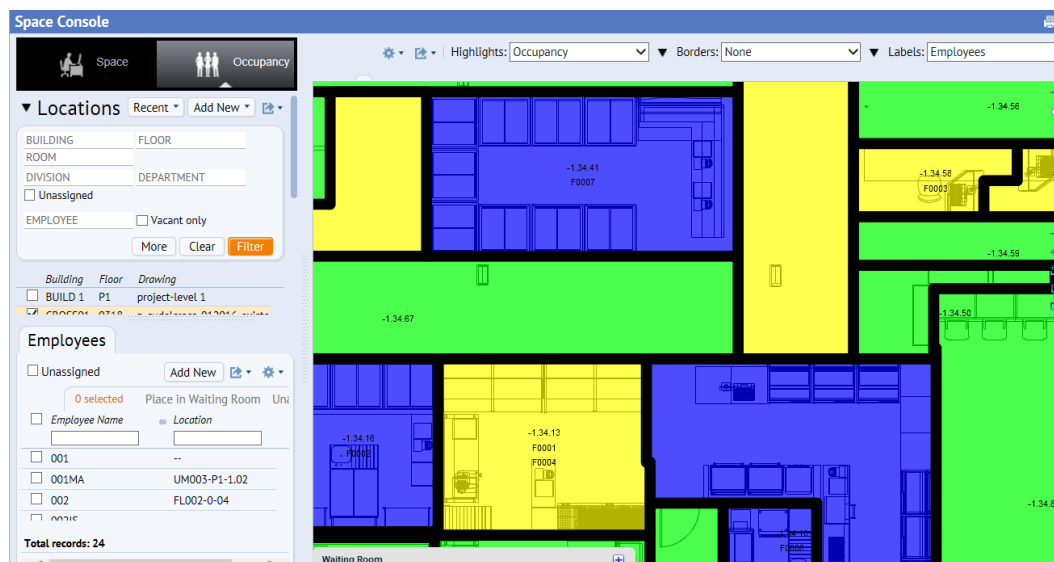 Space Console
Space
Occupancy
Highlights: Occupancy
Borders: None
Labels: Employees
Locations
Recent
Add New
BUILDING FLOOR
ROOM
DIVISION DEPARTMENT
Unassigned
EMPLOYEE Vacant only
More Clear Filter
Building Floor Drawing
BUILD 1 P1 project-level 1
Employees
Unassigned
Add New
0 selected Place in Waiting Room
Employee Name Location
001 --
001MA UM003-P1-1.02
002 FL002-0-04
Total records: 24
-1.34.41
F0007
-1.34.56
-1.34.58
F0003
-1.34.59
-1.34.67
-1.34.50
-1.34.16
F0002
-1.34.13
F0001
F0004
Waiting Room